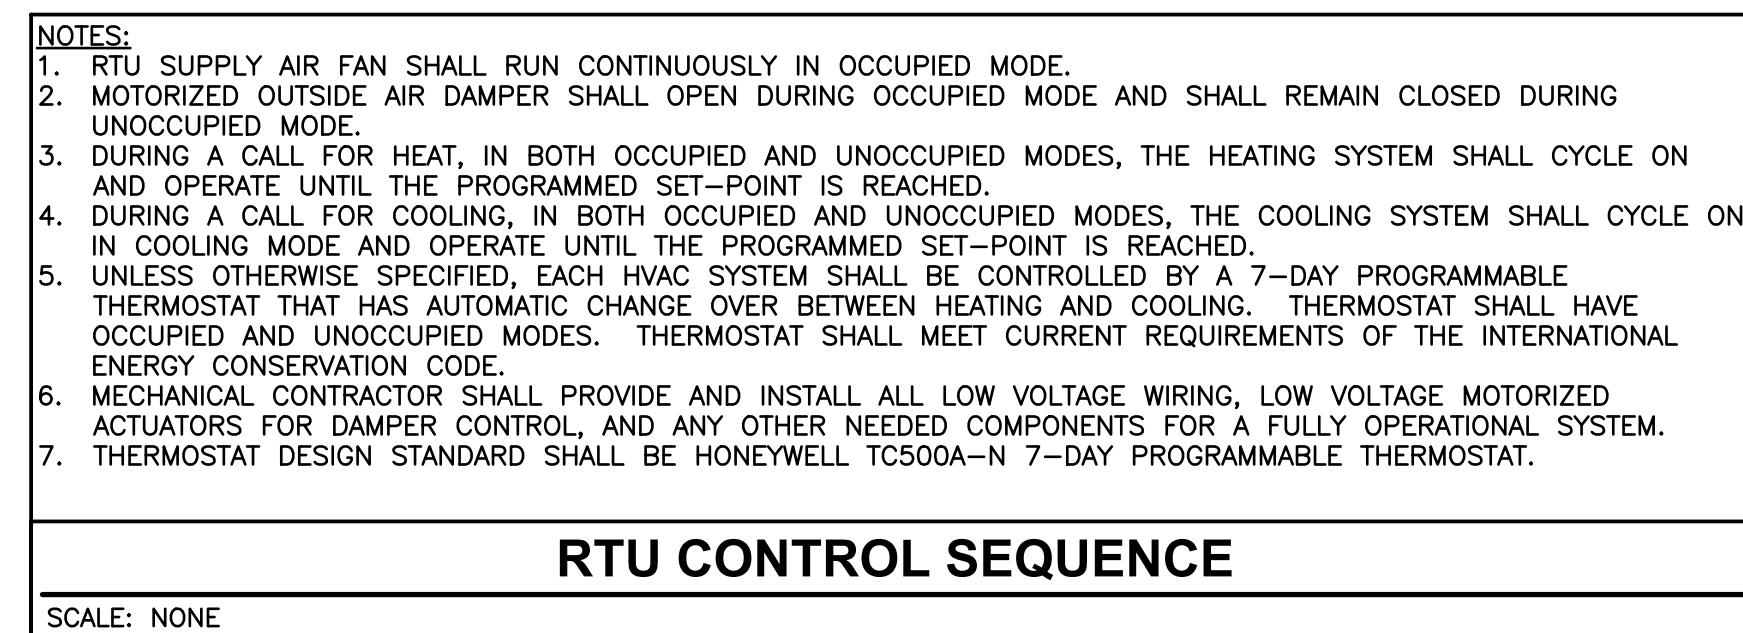 NOTES:
1. RTU SUPPLY AIR FAN SHALL RUN CONTINUOUSLY IN OCCUPIED MODE.
2. MOTORIZED OUTSIDE AIR DAMPER SHALL OPEN DURING OCCUPIED MODE AND SHALL REMAIN CLOSED DURING
UNOCCUPIED MODE.
3. DURING A CALL FOR HEAT, IN BOTH OCCUPIED AND UNOCCUPIED MODES, THE HEATING SYSTEM SHALL CYCLE ON
AND OPERATE UNTIL THE PROGRAMMED SET–POINT IS REACHED.
4. DURING A CALL FOR COOLING, IN BOTH OCCUPIED AND UNOCCUPIED MODES, THE COOLING SYSTEM SHALL CYCLE ON
IN COOLING MODE AND OPERATE UNTIL THE PROGRAMMED SET–POINT IS REACHED.
5. UNLESS OTHERWISE SPECIFIED, EACH HVAC SYSTEM SHALL BE CONTROLLED BY A 7–DAY PROGRAMMABLE
THERMOSTAT THAT HAS AUTOMATIC CHANGE OVER BETWEEN HEATING AND COOLING. THERMOSTAT SHALL HAVE
OCCUPIED AND UNOCCUPIED MODES. THERMOSTAT SHALL MEET CURRENT REQUIREMENTS OF THE INTERNATIONAL
ENERGY CONSERVATION CODE.
6. MECHANICAL CONTRACTOR SHALL PROVIDE AND INSTALL ALL LOW VOLTAGE WIRING, LOW VOLTAGE MOTORIZED
ACTUATORS FOR DAMPER CONTROL, AND ANY OTHER NEEDED COMPONENTS FOR A FULLY OPERATIONAL SYSTEM.
7. THERMOSTAT DESIGN STANDARD SHALL BE HONEYWELL TC500A–N 7–DAY PROGRAMMABLE THERMOSTAT.
RTU CONTROL SEQUENCE
SCALE: NONE